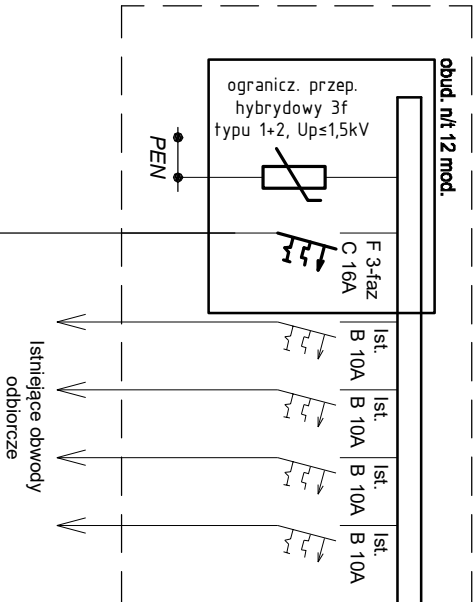 obud. n/t 12 mod.
ogranicz. przep.
hybrydowy 3f
typu 1+2, Up≤1,5kV
PEN
F 3-faz
C 16A
Ist.
B 10A
Ist.
B 10A
Ist.
B 10A
Ist.
B 10A
Istniejące obwody
odbiorcze